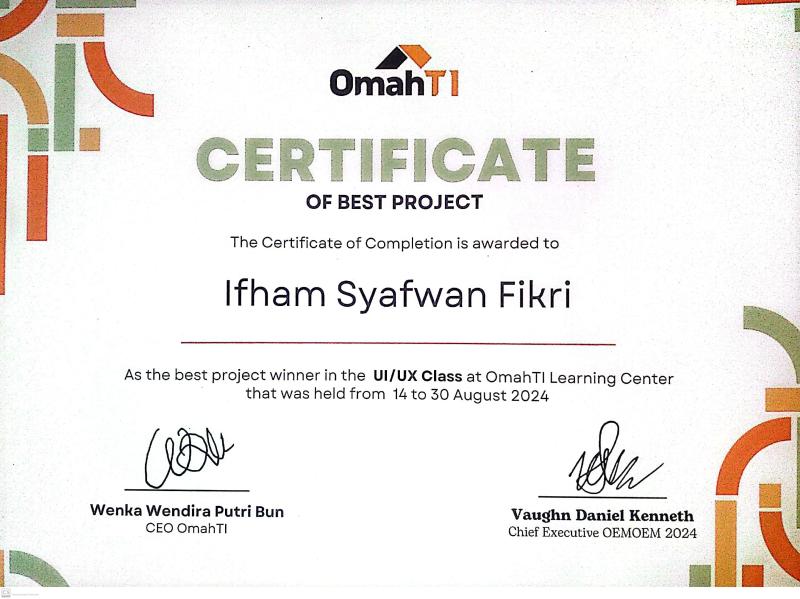 OmahTI
CERTIFICATE
OF BEST PROJECT
The Certificate of Completion is awarded to
Ifham Syafwan Fikri
As the best project winner in the UI/UX Class at OmahTI Learning Center
that was held from 14 to 30 August 2024
Wenka Wendira Putri Bun
CEO OmahTI
Vaughn Daniel Kenneth
Chief Executive OEMOEM 2024